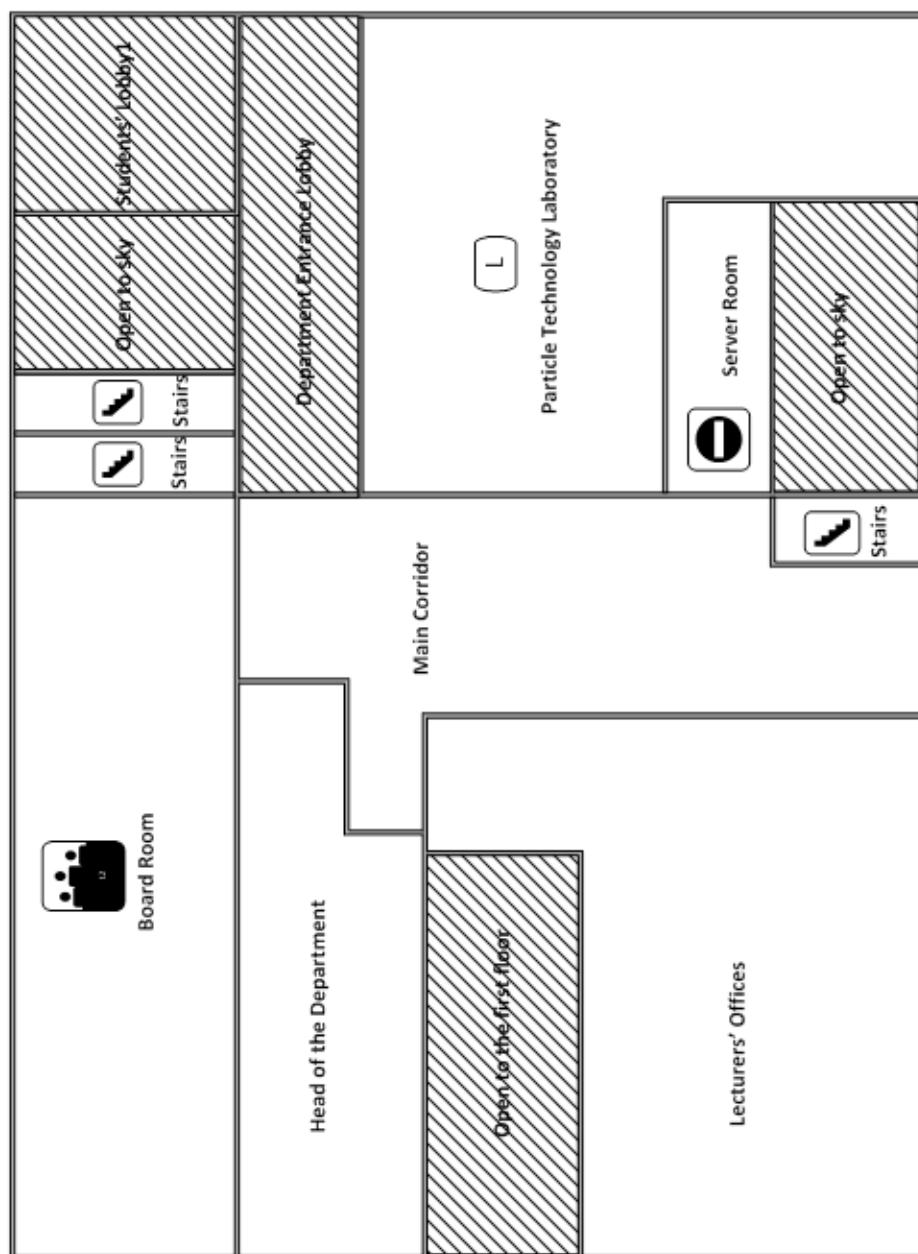 Students' Lobby1
Open to sky
Stairs
Stairs
Board Room
12
Department Entrance Lobby
Head of the Department
Main Corridor
Open to the first floor
L
Particle Technology Laboratory
Server Room
Open to sky
Stairs
Lecturers' Offices